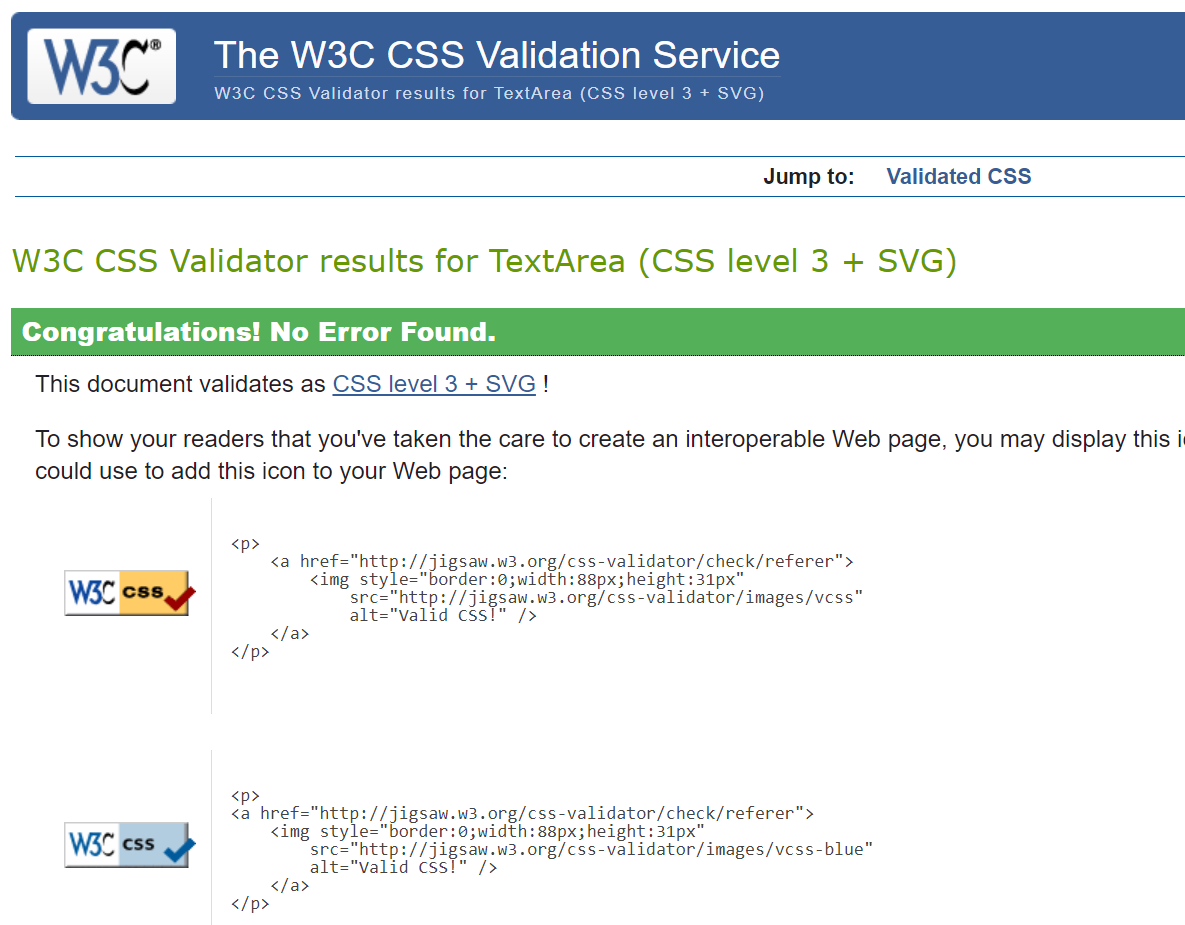 W3C®
The W3C CSS Validation Service
W3C CSS Validator results for TextArea (CSS level 3 + SVG)
Jump to: Validated CSS
W3C CSS Validator results for TextArea (CSS level 3 + SVG)
Congratulations! No Error Found.
This document validates as CSS level 3 + SVG !
To show your readers that you've taken the care to create an interoperable Web page, you may display this
could use to add this icon to your Web page:
<p>
<a href="http://jigsaw.w3.org/css-validator/check/referer">
<img style="border:0;width:88px;height:31px"
src="http://jigsaw.w3.org/css-validator/images/vcss"
alt="Valid CSS!" />
</a>
</p>
W3C css
<p>
<a href="http://jigsaw.w3.org/css-validator/check/referer">
<img style="border:0;width:88px;height:31px"
src="http://jigsaw.w3.org/css-validator/images/vcss-blue"
alt="Valid CSS!" />
</a>
</p>
W3C css